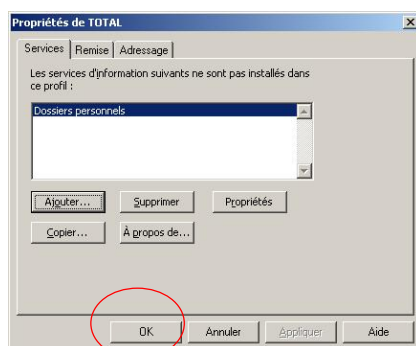 Propriétés de TOTAL
Services Remise Adressage
Les services d'information suivants ne sont pas installés dans
ce profil :
Dossiers personnels
Ajouter... Supprimer Propriétés
Copier... À propos de...
OK Annuler Appliquer Aide